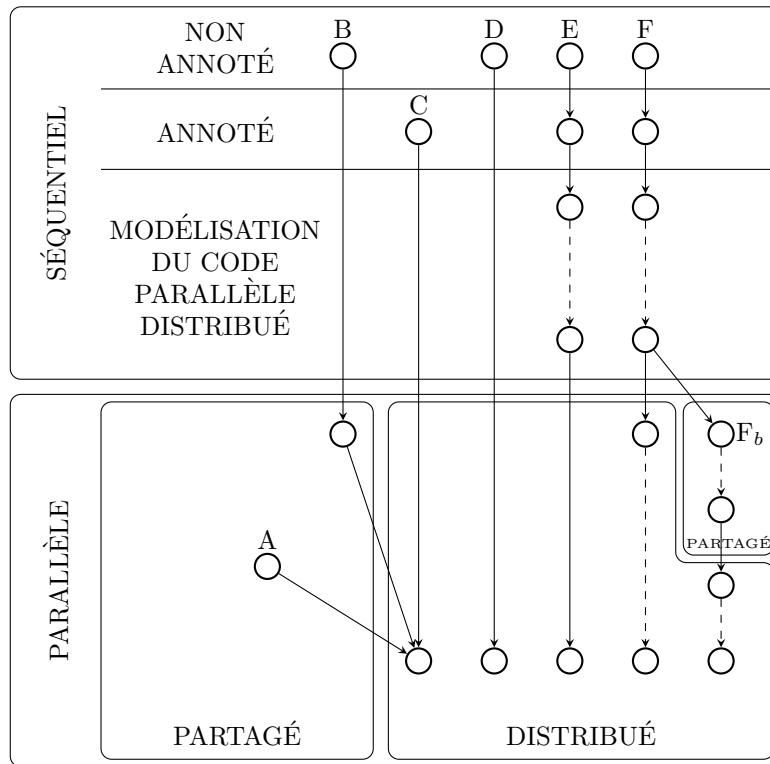 B
D
E
F
NON
ANNOTÉ
C
ANNOTÉ
SÉQUENTIEL
MODÉLISATION
DU CODE
PARALLÈLE
DISTRIBUÉ
F_b
PARTAGÉ
A
PARALLÈLE
PARTAGÉ
DISTRIBUÉ